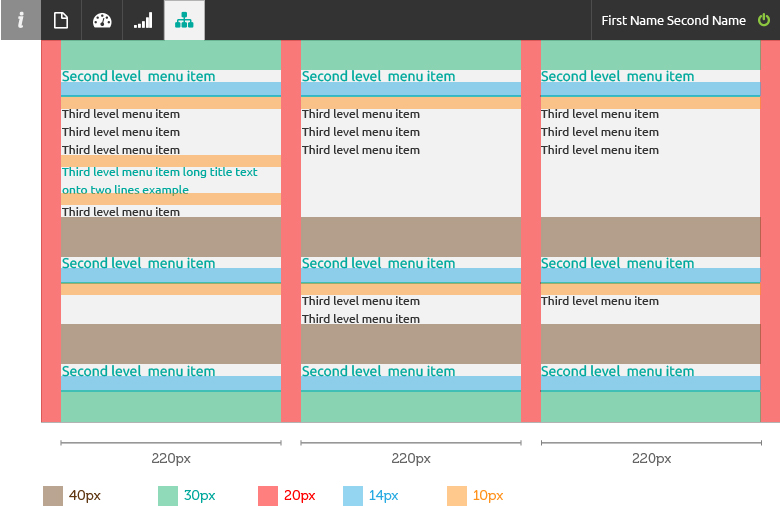 i
First Name Second Name
Second level menu item
Second level menu item
Second level menu item
Third level menu item
Third level menu item
Third level menu item
Third level menu item
Third level menu item
Third level menu item
Third level menu item
Third level menu item
Third level menu item
Third level menu item long title text
onto two lines example
Third level menu item
Second level menu item
Second level menu item
Second level menu item
Third level menu item
Third level menu item
Third level menu item
Second level menu item
Second level menu item
Second level menu item
220px
220px
220px
40px
30px
20px
14px
10px